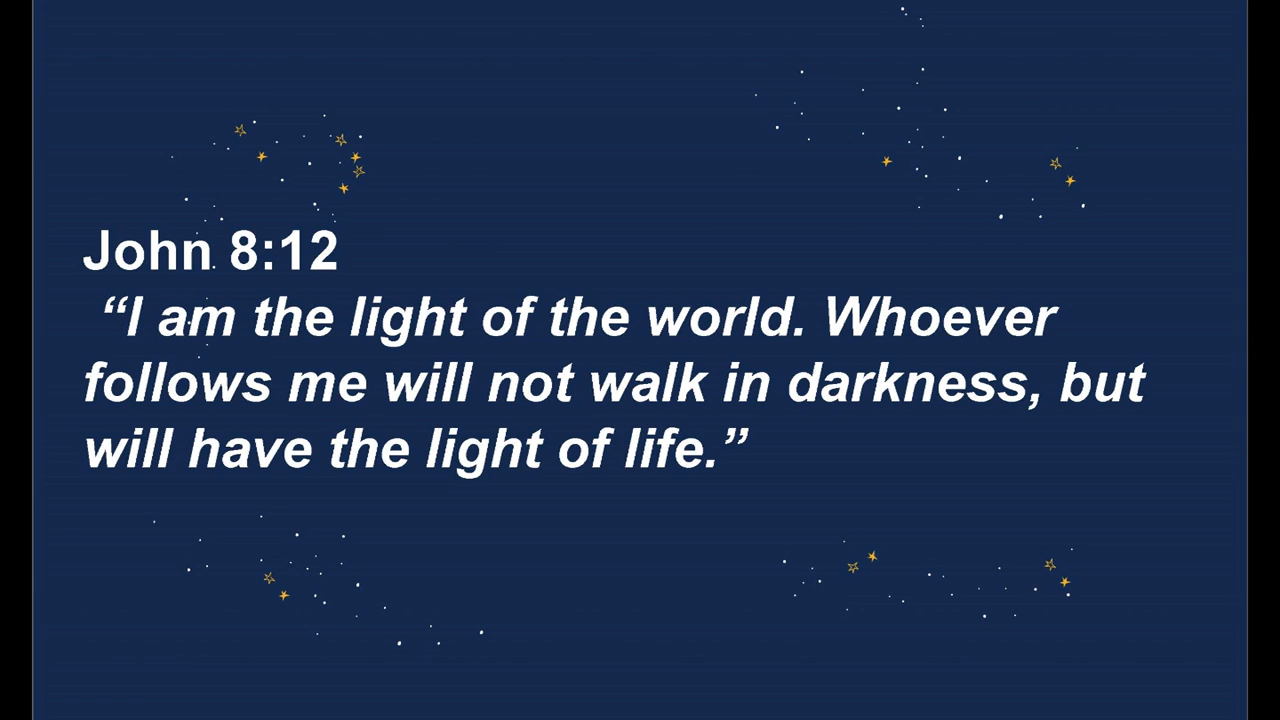 John 8:12
“I am the light of the world. Whoever
follows me will not walk in darkness, but
will have the light of life.”